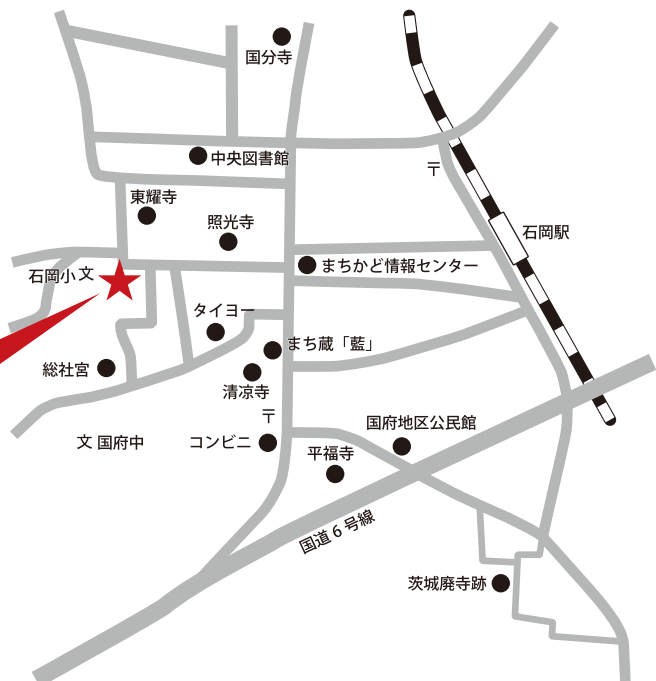 国分寺
中央図書館
〒
東耀寺
照光寺
石岡駅
まちかど情報センター
石岡小 文
タイヨー
まち蔵「藍」
総社宮
清凉寺
〒
国府地区公民館
文 国府中
コンビニ
平福寺
国道6号線
茨城廃寺跡